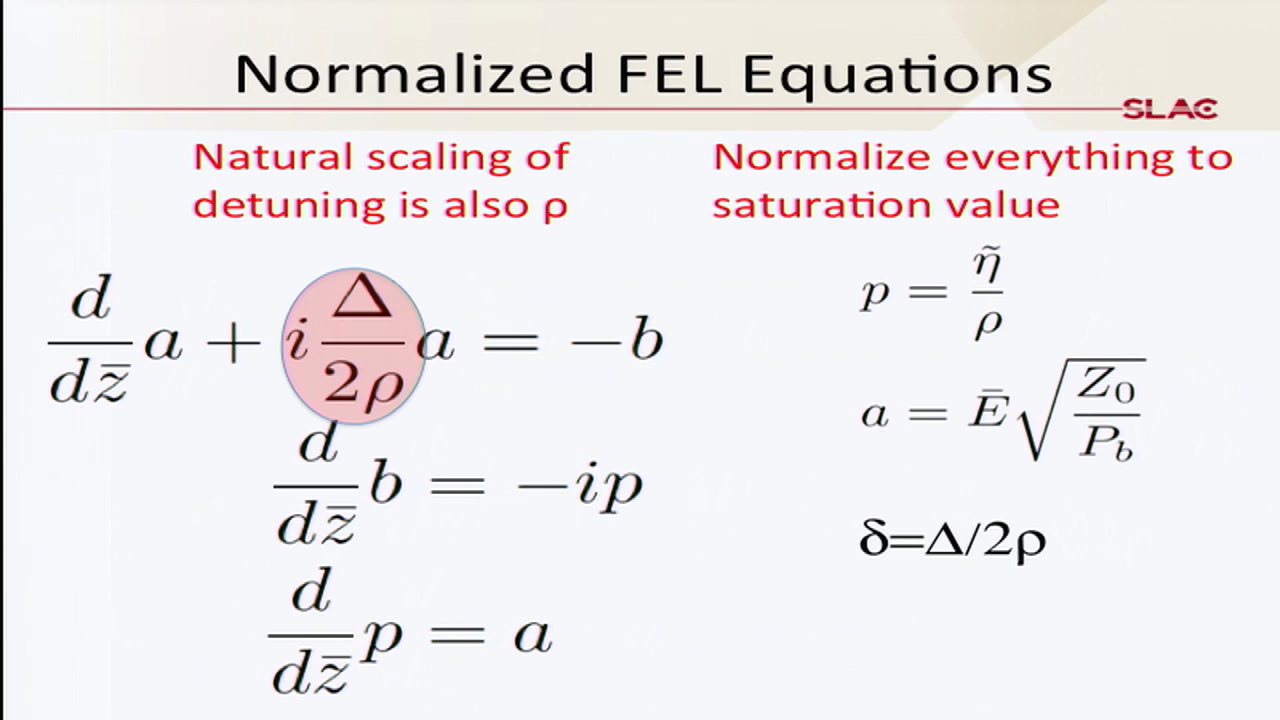 Normalized FEL Equations
SLAC
Natural scaling of
detuning is also ρ
Normalize everything to
saturation value
d/dz̄ a + i Δ/2ρ a = −b
d/dz̄ b = −ip
d/dz̄ p = a
p = η̃/ρ
a = Ē√(Z₀/P_b)
δ=Δ/2ρ